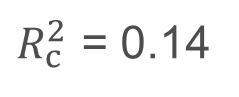 R²c = 0.14